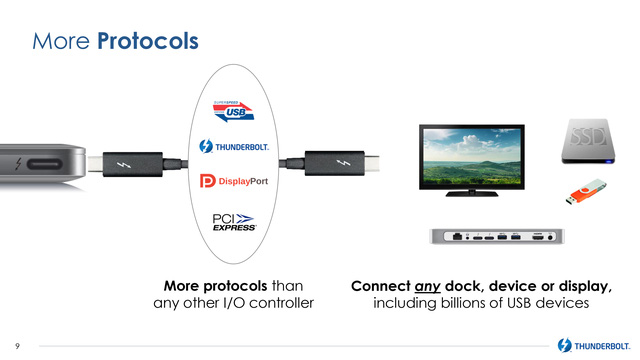 More Protocols
SUPERSPEED
USB
THUNDERBOLT.
DisplayPort
PCI
EXPRESS
SSD
HDMI
More protocols than
any other I/O controller
Connect any dock, device or display,
including billions of USB devices
9
THUNDERBOLT.